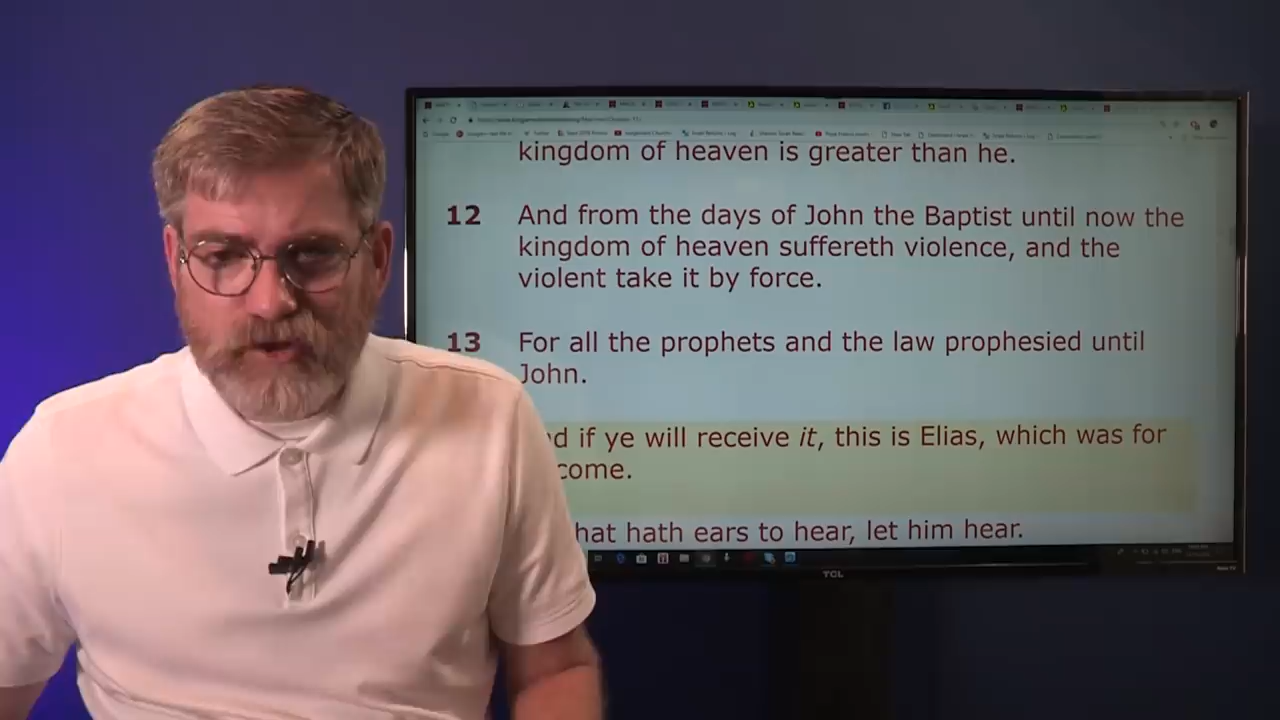 kingdom of heaven is greater than he.
12 And from the days of John the Baptist until now the
kingdom of heaven suffereth violence, and the
violent take it by force.
13 For all the prophets and the law prophesied until
John.
d if ye will receive it, this is Elias, which was for
come.
hat hath ears to hear, let him hear.
TCL